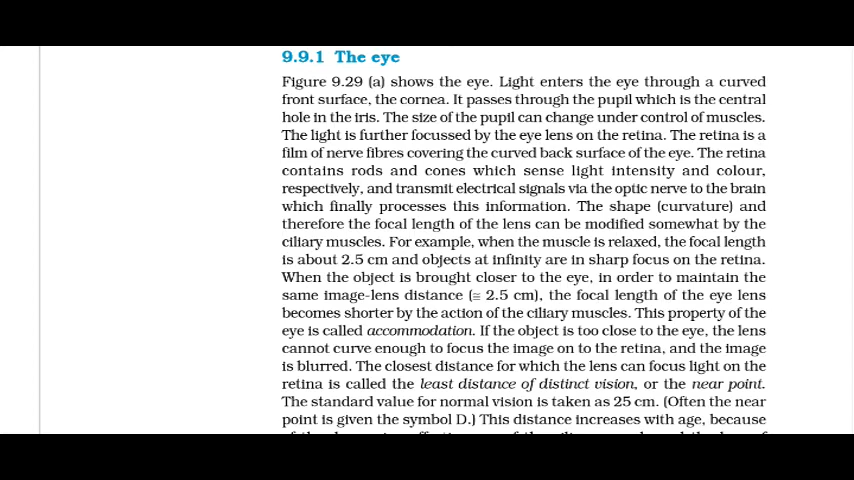 9.9.1 The eye
Figure 9.29 (a) shows the eye. Light enters the eye through a curved
front surface, the cornea. It passes through the pupil which is the central
hole in the iris. The size of the pupil can change under control of muscles.
The light is further focussed by the eye lens on the retina. The retina is a
film of nerve fibres covering the curved back surface of the eye. The retina
contains rods and cones which sense light intensity and colour,
respectively, and transmit electrical signals via the optic nerve to the brain
which finally processes this information. The shape (curvature) and
therefore the focal length of the lens can be modified somewhat by the
ciliary muscles. For example, when the muscle is relaxed, the focal length
is about 2.5 cm and objects at infinity are in sharp focus on the retina.
When the object is brought closer to the eye, in order to maintain the
same image-lens distance (≅ 2.5 cm), the focal length of the eye lens
becomes shorter by the action of the ciliary muscles. This property of the
eye is called accommodation. If the object is too close to the eye, the lens
cannot curve enough to focus the image on to the retina, and the image
is blurred. The closest distance for which the lens can focus light on the
retina is called the least distance of distinct vision, or the near point.
The standard value for normal vision is taken as 25 cm. (Often the near
point is given the symbol D.) This distance increases with age, because